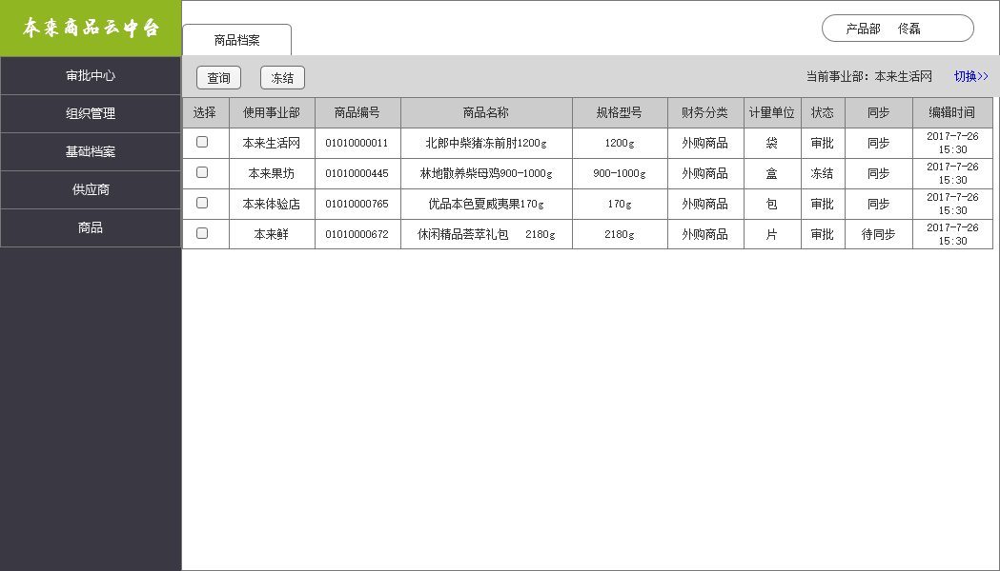 本来商品云中台
产品部 佟磊
商品档案
审批中心
组织管理
基础档案
供应商
商品
查询 冻结 当前事业部：本来生活网 切换>>
选择 使用事业部 商品编号 商品名称 规格型号 财务分类 计量单位 状态 同步 编辑时间
本来生活网 01010000011 北郎中柴猪冻前肘1200g 1200g 外购商品 袋 审批 同步 2017-7-26 15:30
本来果坊 01010000445 林地散养柴母鸡900-1000g 900-1000g 外购商品 盒 冻结 同步 2017-7-26 15:30
本来体验店 01010000765 优品本色夏威夷果170g 170g 外购商品 包 审批 同步 2017-7-26 15:30
本来鲜 01010000672 休闲精品荟萃礼包 2180g 2180g 外购商品 片 审批 待同步 2017-7-26 15:30